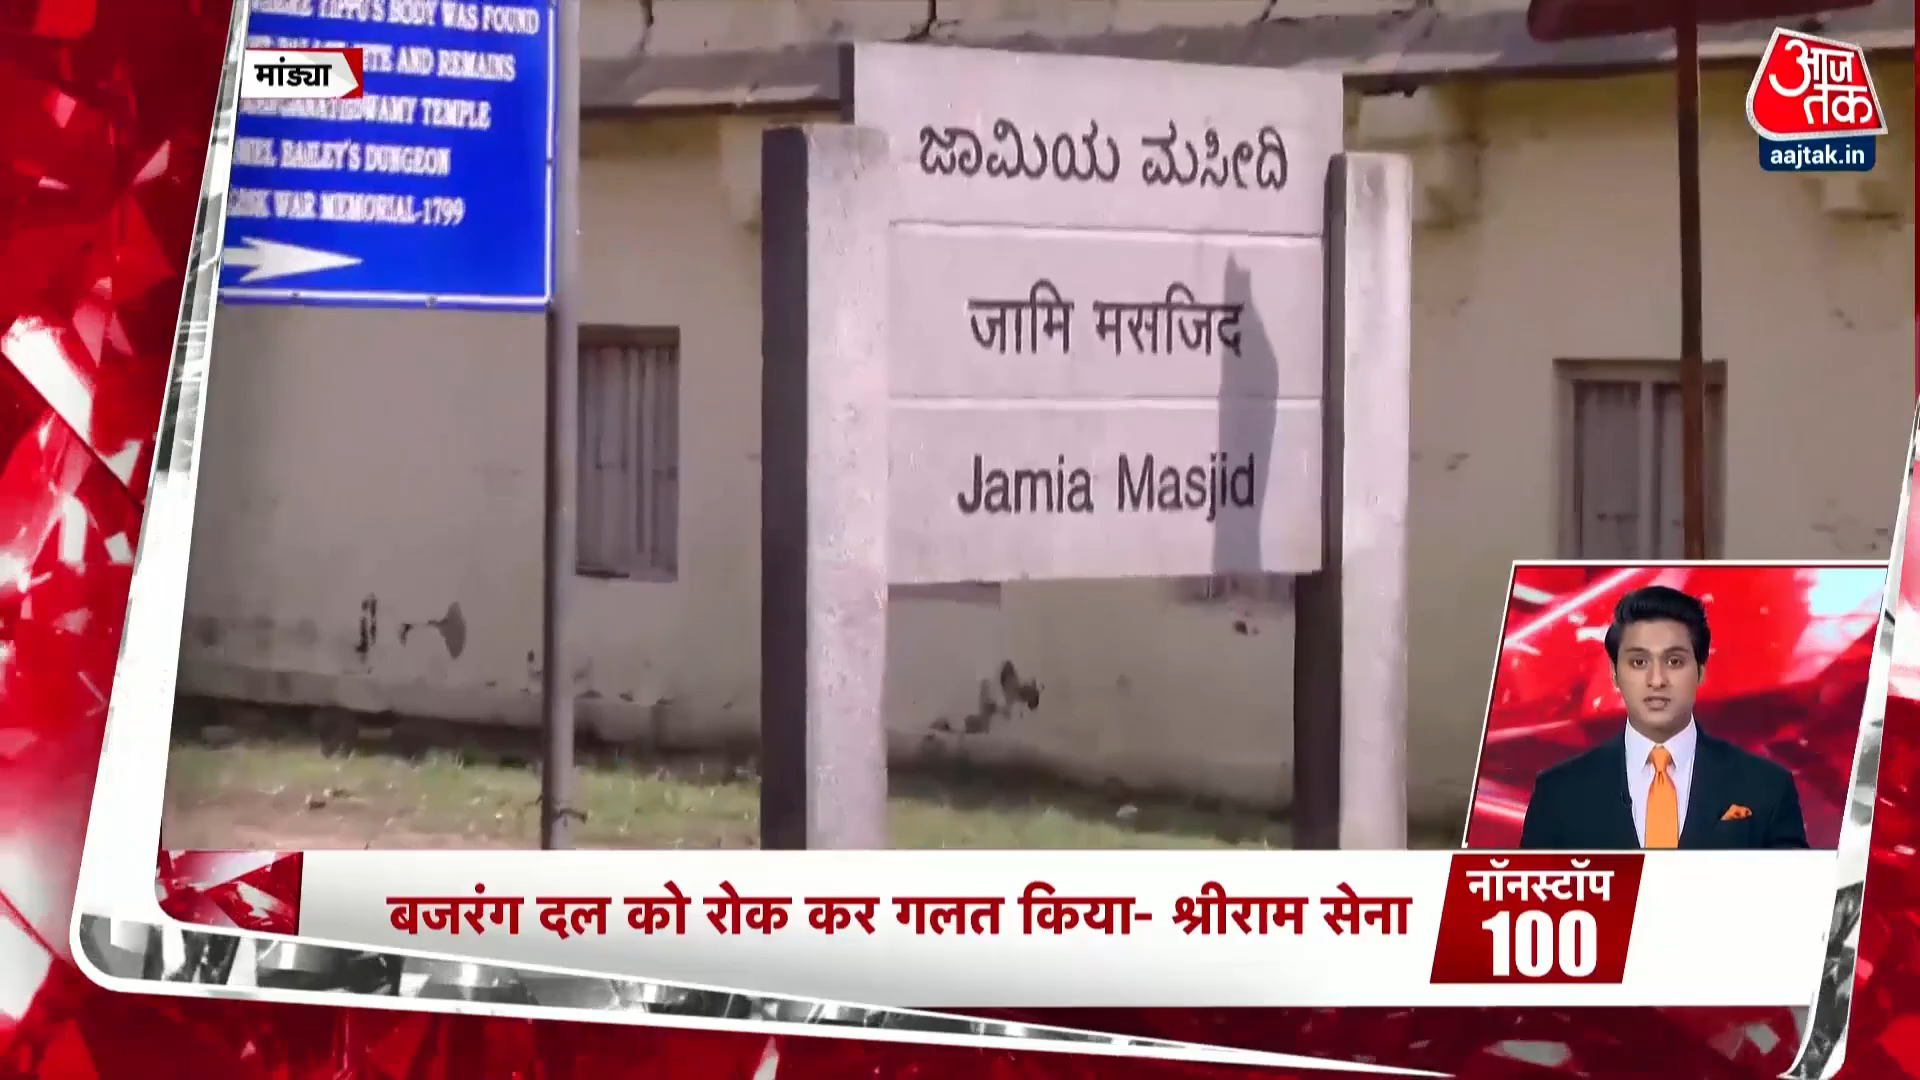 TIPPU'S BODY WAS FOUND
AND REMAINS
मांड्या
TEMPLE
BAILEY'S DUNGEON
WAR MEMORIAL-1799
ಜಾಮಿಯ ಮಸೀದಿ
जामि मसजिद
Jamia Masjid
आज
तक
aajtak.in
बजरंग दल को रोक कर गलत किया- श्रीराम सेना
नॉनस्टॉप
100